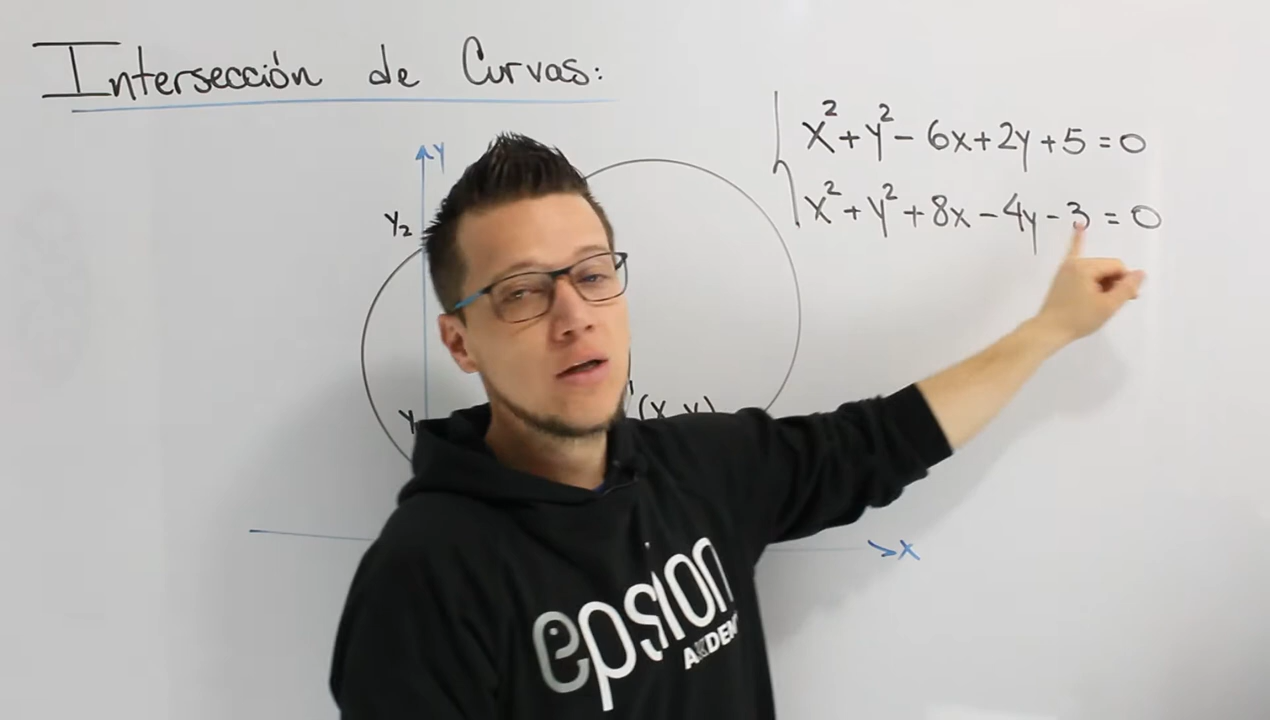 Intersección de Curvas:
x² + y² - 6x + 2y + 5 = 0
x² + y² + 8x - 4y - 3 = 0
y
y₂
y
(x, y)
x
epsilon